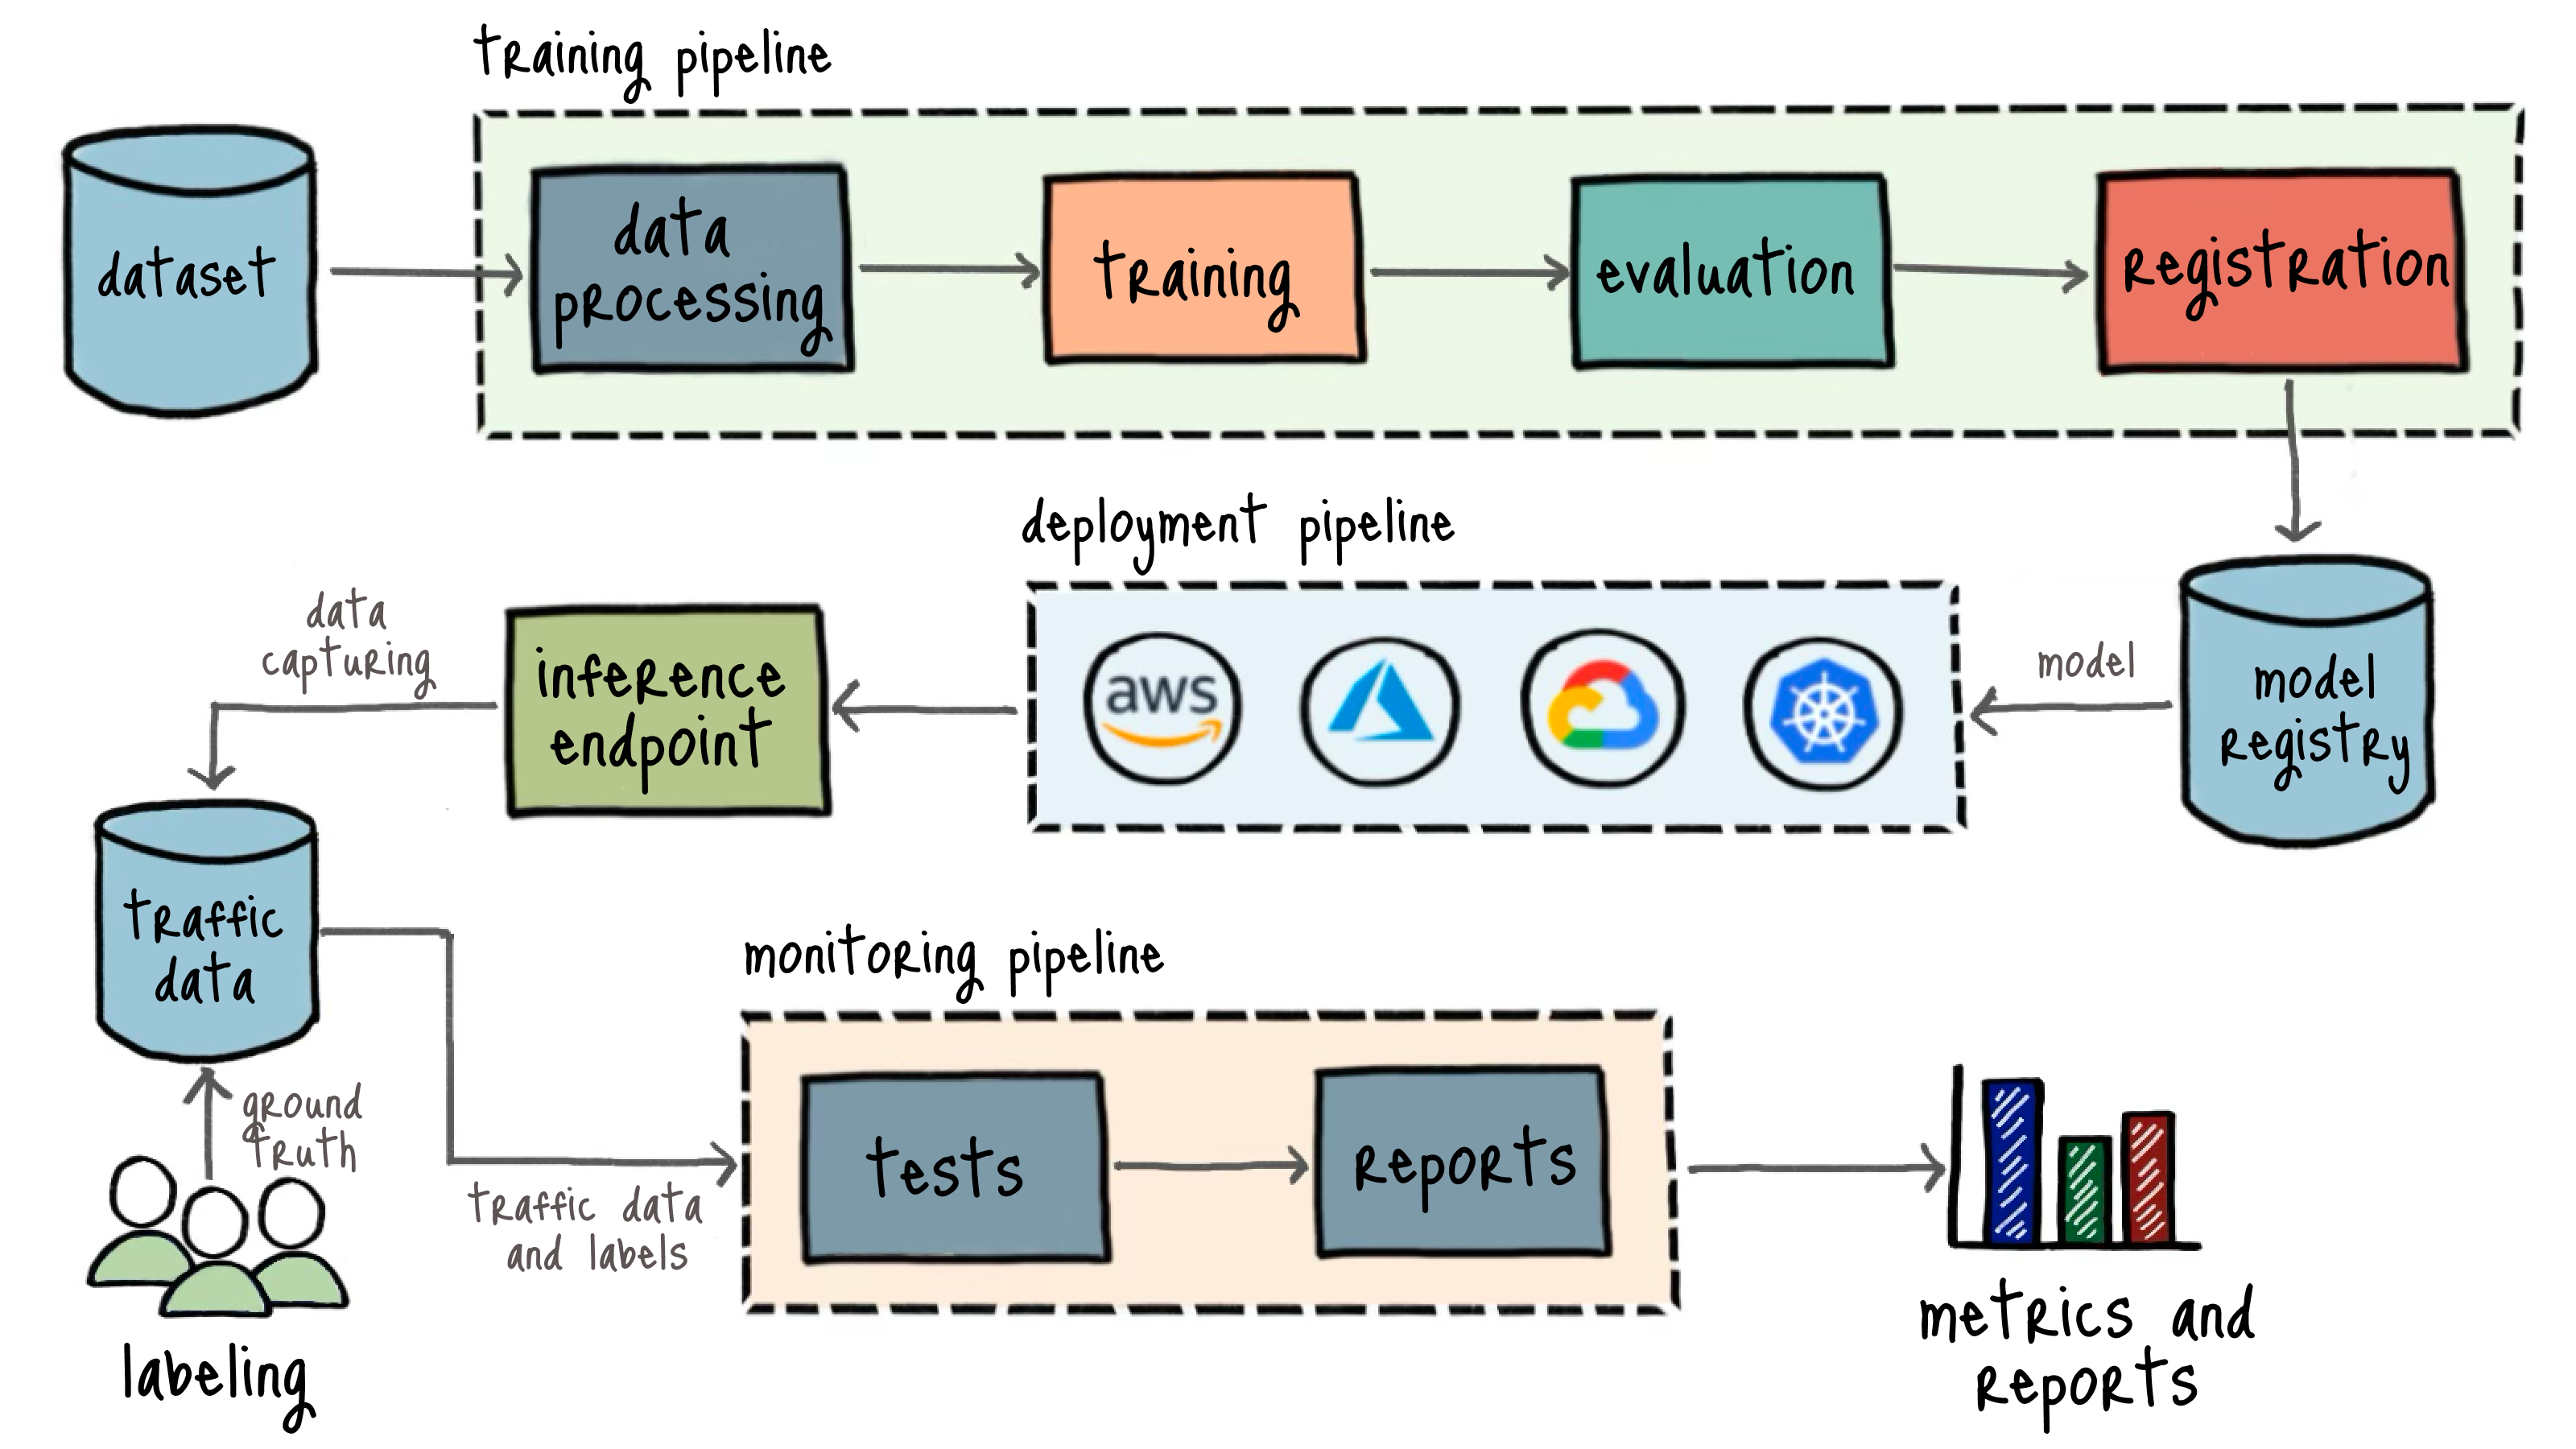 training pipeline
dataset
data
processing
training
evaluation
registration
deployment pipeline
data
capturing
inference
endpoint
aws
model
model
registry
traffic
data
monitoring pipeline
ground
truth
tests
reports
traffic data
and labels
labeling
metrics and
reports